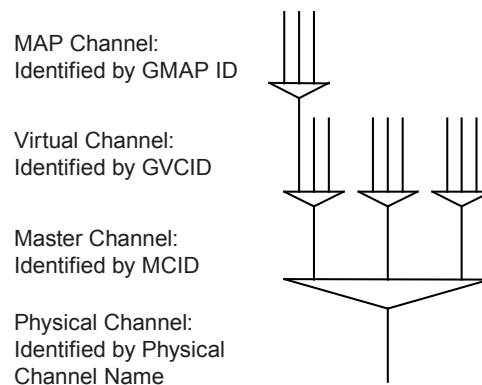 MAP Channel:
Identified by GMAP ID
Virtual Channel:
Identified by GVCID
Master Channel:
Identified by MCID
Physical Channel:
Identified by Physical
Channel Name